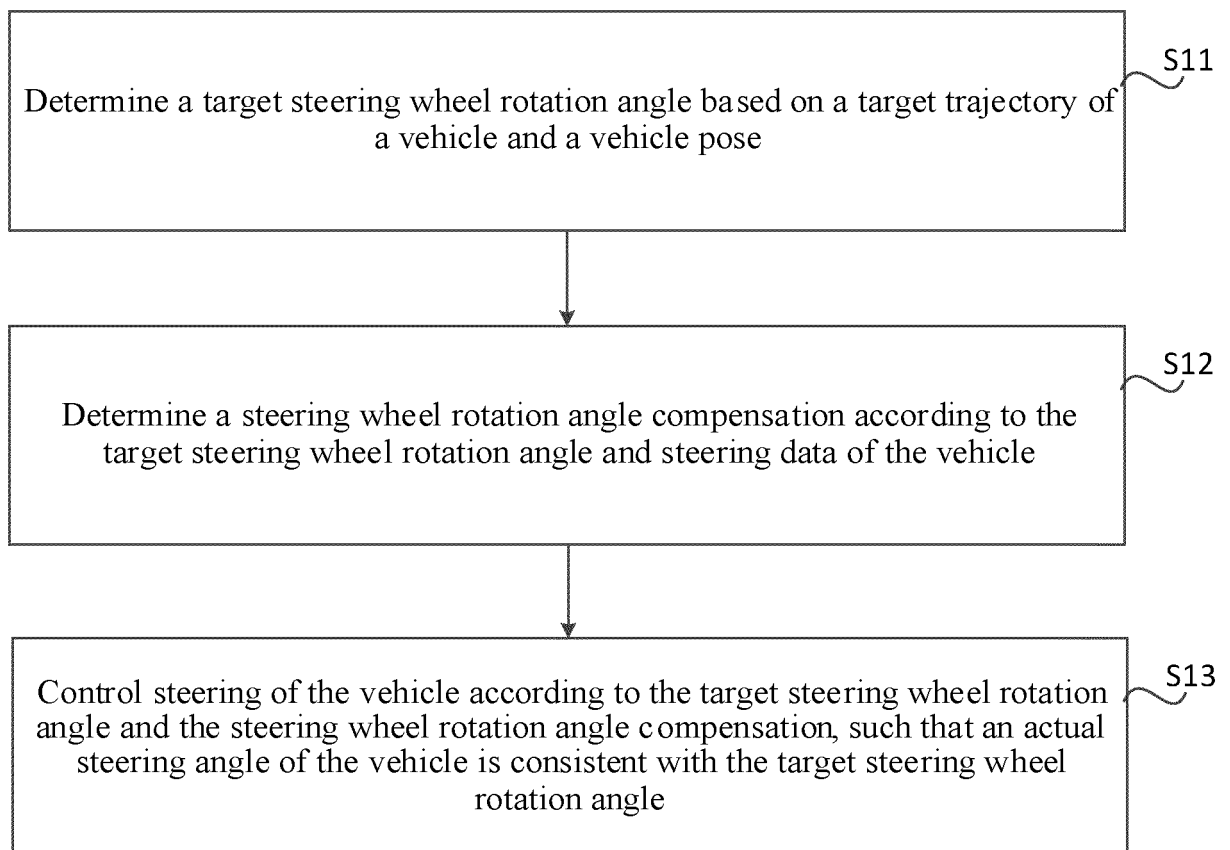 S11
Determine a target steering wheel rotation angle based on a target trajectory of
a vehicle and a vehicle pose
S12
Determine a steering wheel rotation angle compensation according to the
target steering wheel rotation angle and steering data of the vehicle
S13
Control steering of the vehicle according to the target steering wheel rotation
angle and the steering wheel rotation angle compensation, such that an actual
steering angle of the vehicle is consistent with the target steering wheel
rotation angle